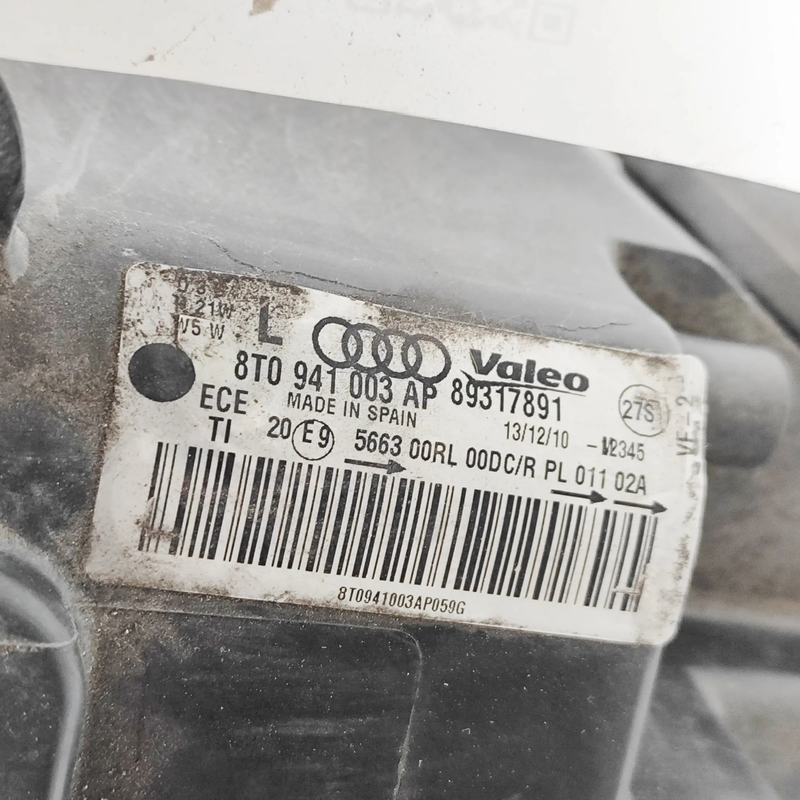 21W
W5W L Valeo
8T0 941 003 AP 89317891
ECE MADE IN SPAIN 13/12/10 27S
TI 20 E9 5663 00RL 00DC/R PL 011 02A
8T0941003AP059G